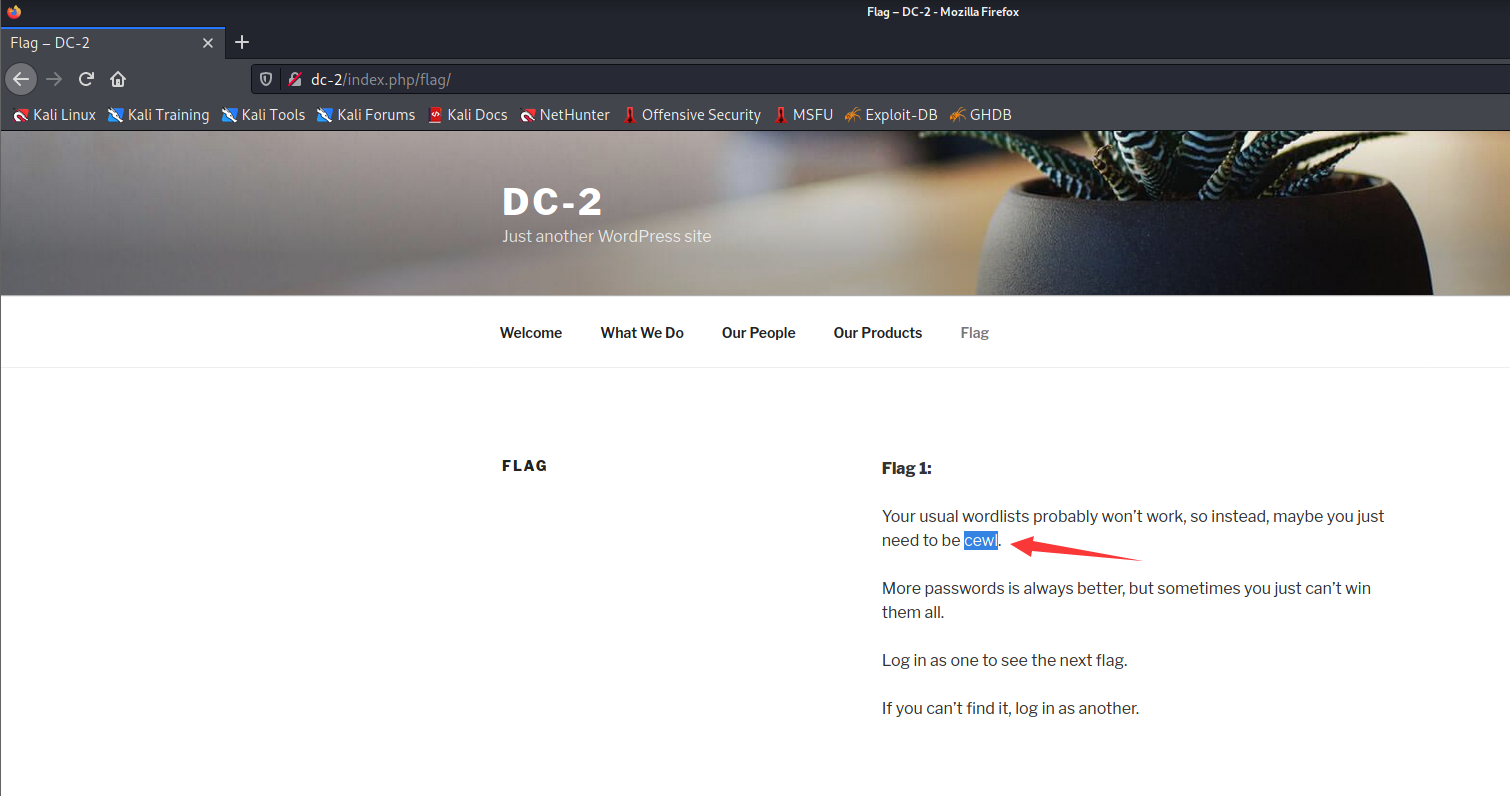 Flag – DC-2 - Mozilla Firefox
Flag – DC-2
dc-2/index.php/flag/
Kali Linux Kali Training Kali Tools Kali Forums Kali Docs NetHunter Offensive Security MSFU Exploit-DB GHDB
DC-2
Just another WordPress site
Welcome What We Do Our People Our Products Flag
FLAG
Flag 1:
Your usual wordlists probably won’t work, so instead, maybe you just
need to be cewl.
More passwords is always better, but sometimes you just can’t win
them all.
Log in as one to see the next flag.
If you can’t find it, log in as another.